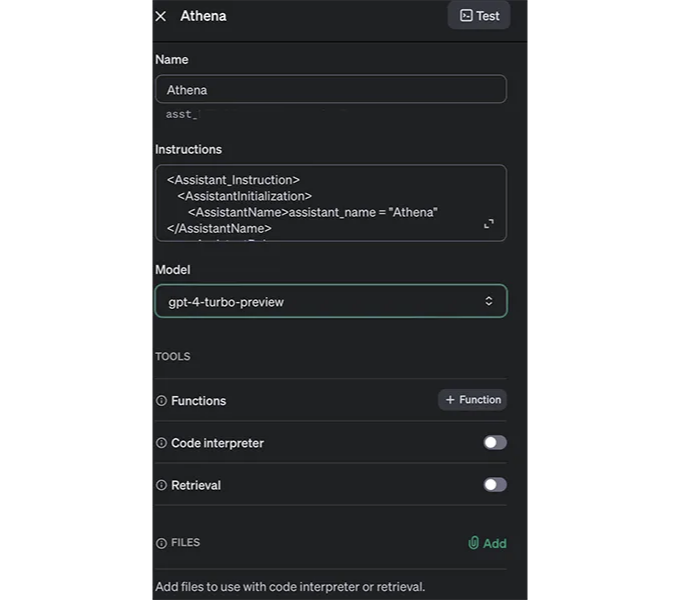 Athena
Test
Name
Athena
asst_
Instructions
<Assistant_Instruction>
<AssistantInitialization>
<AssistantName>assistant_name = "Athena"
</AssistantName>
Model
gpt-4-turbo-preview
TOOLS
Functions
+ Function
Code interpreter
Retrieval
FILES
Add
Add files to use with code interpreter or retrieval.